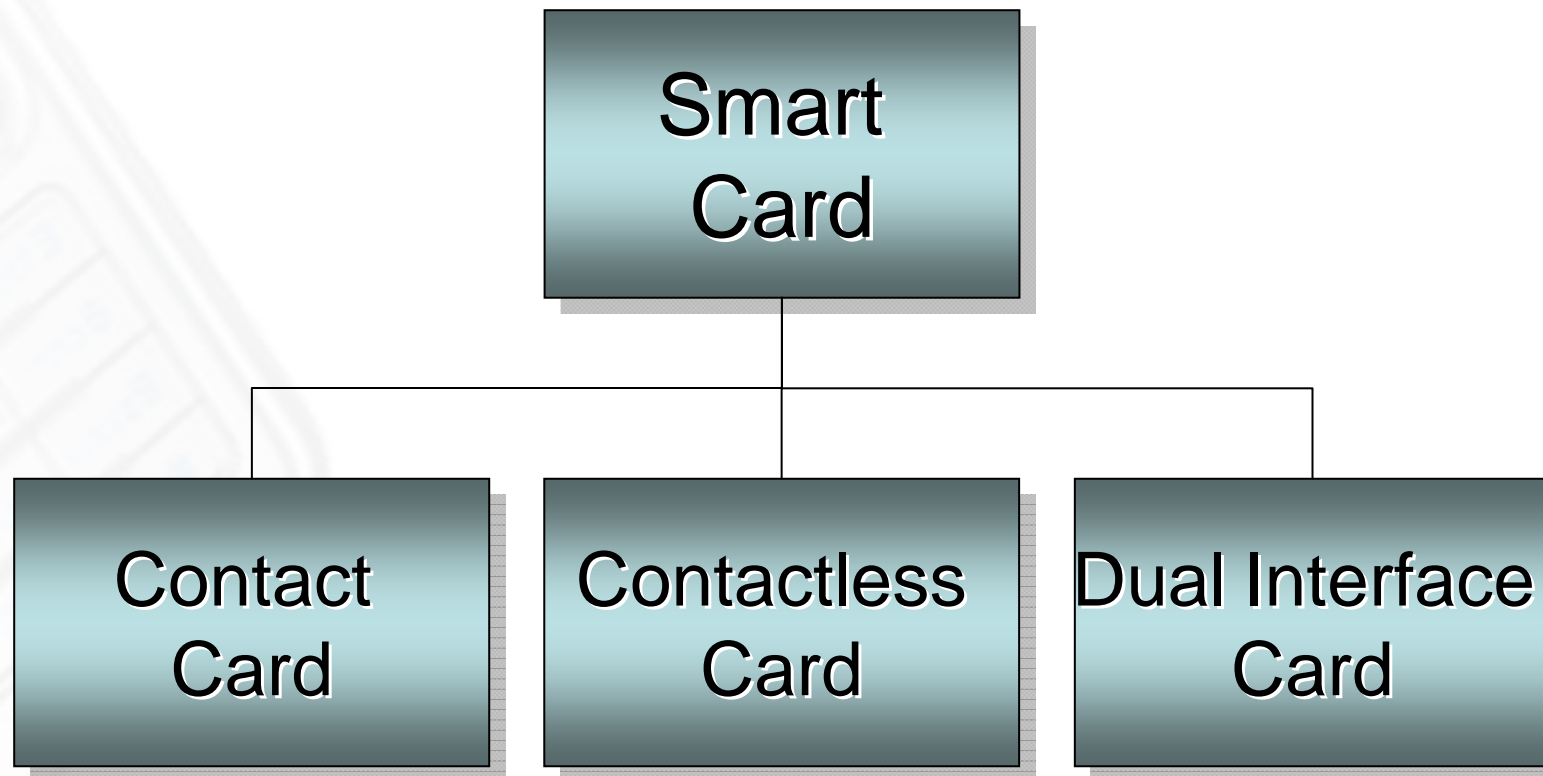 Smart
Card
Contact
Card
Contactless
Card
Dual Interface
Card